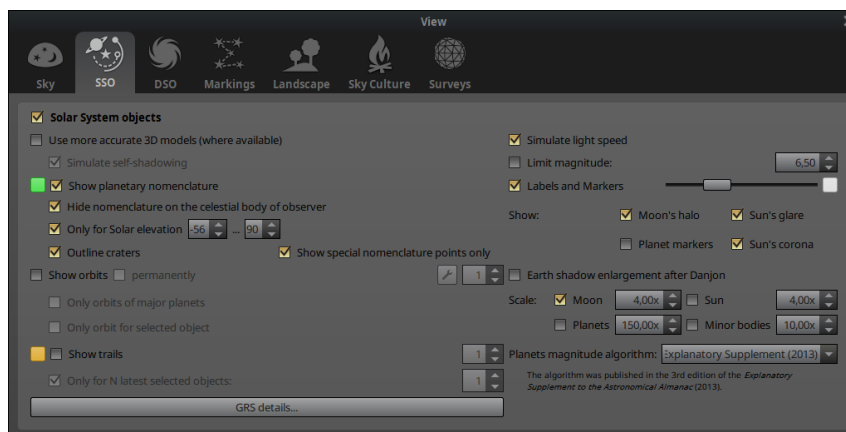 View
Sky SSO DSO Markings Landscape Sky Culture Surveys
Solar System objects
Use more accurate 3D models (where available)
Simulate self-shadowing
Show planetary nomenclature
Hide nomenclature on the celestial body of observer
Only for Solar elevation -56 ... 90
Outline craters Show special nomenclature points only
Show orbits permanently 1
Only orbits of major planets
Only orbit for selected object
Show trails 1
Only for N latest selected objects: 1
GRS details...
Simulate light speed
Limit magnitude: 6,50
Labels and Markers
Show: Moon's halo Sun's glare
Planet markers Sun's corona
Earth shadow enlargement after Danjon
Scale: Moon 4,00x Sun 4,00x
Planets 150,00x Minor bodies 10,00x
Planets magnitude algorithm: Explanatory Supplement (2013)
The algorithm was published in the 3rd edition of the Explanatory
Supplement to the Astronomical Almanac (2013).